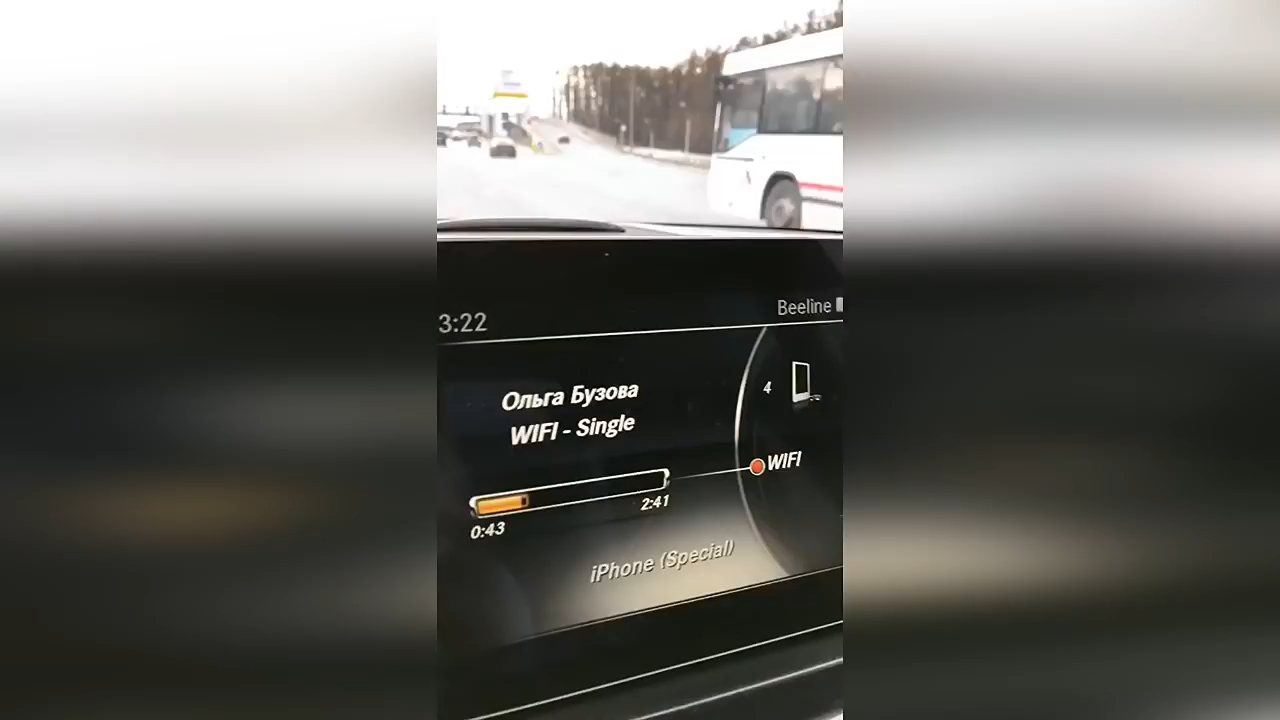 3:22
Beeline
Ольга Бузова
WIFI - Single
4
WIFI
0:43
2:41
iPhone (Special)